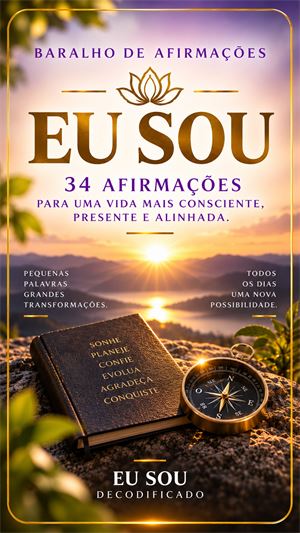 BARALHO DE AFIRMAÇÕES
EU SOU
34 AFIRMAÇÕES
PARA UMA VIDA MAIS CONSCIENTE,
PRESENTE E ALINHADA.
PEQUENAS
PALAVRAS
GRANDES
TRANSFORMAÇÕES.
TODOS
OS DIAS
UMA NOVA
POSSIBILIDADE.
SONHE
PLANEJE
CONFIE
EVOLUA
AGRADEÇA
CONQUISTE
EU SOU
DECODIFICADO